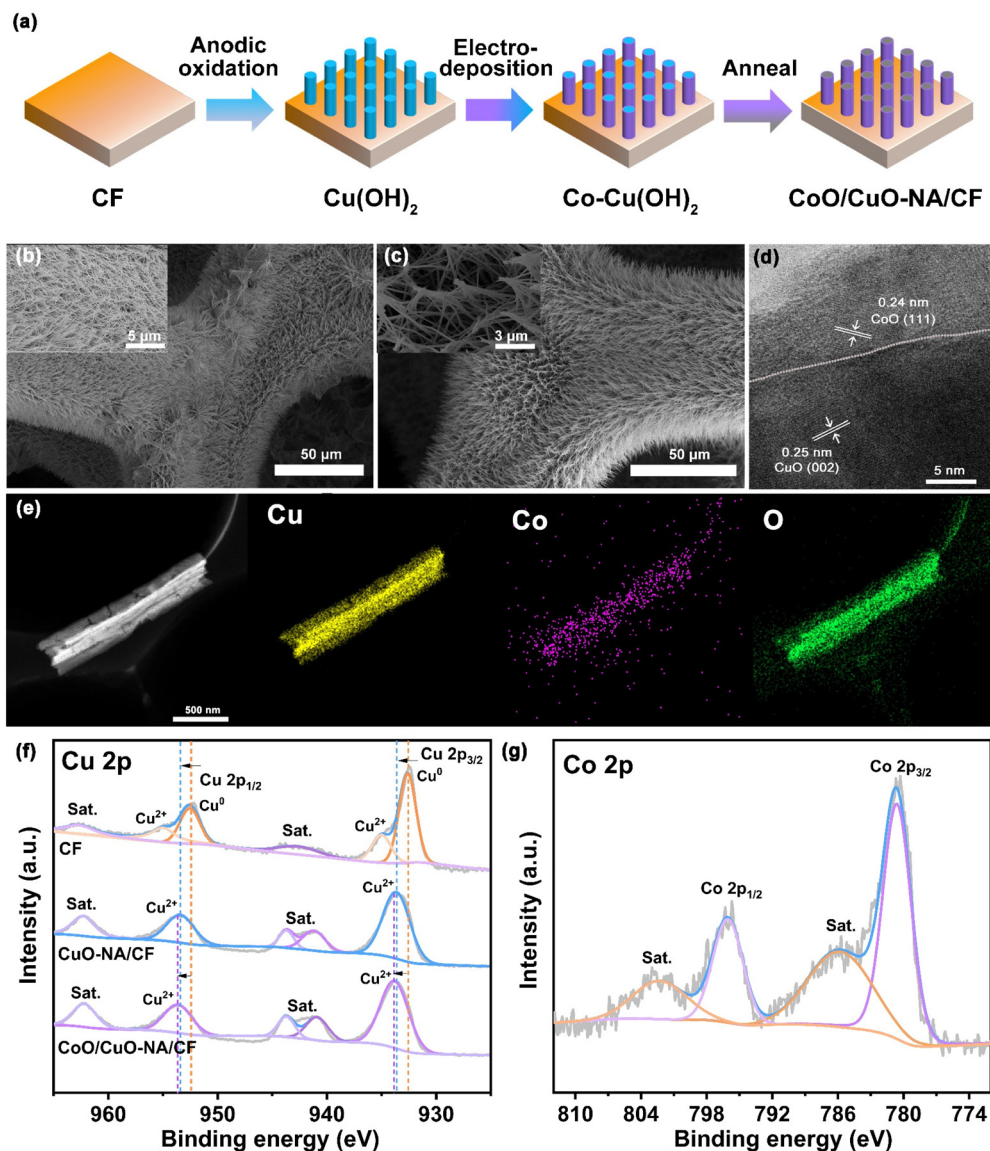 (a)
Anodic
oxidation
Electro-
deposition
Anneal
CF
Cu(OH)₂
Co-Cu(OH)₂
CoO/CuO-NA/CF
(b)
5 μm
50 μm
(c)
3 μm
50 μm
(d)
0.24 nm
CoO (111)
0.25 nm
CuO (002)
5 nm
(e)
500 nm
Cu
Co
O
(f)
Cu 2p
Cu 2p₁/₂
Cu⁰
Cu 2p₃/₂
Cu⁰
Sat.
Cu²⁺
Sat.
Cu²⁺
CF
Sat.
Cu²⁺
Sat.
Cu²⁺
CuO-NA/CF
Sat.
Cu²⁺
Sat.
Cu²⁺
CoO/CuO-NA/CF
Intensity (a.u.)
960 950 940 930
Binding energy (eV)
(g)
Co 2p
Co 2p₃/₂
Co 2p₁/₂
Sat.
Sat.
Intensity (a.u.)
810 804 798 792 786 780 774
Binding energy (eV)